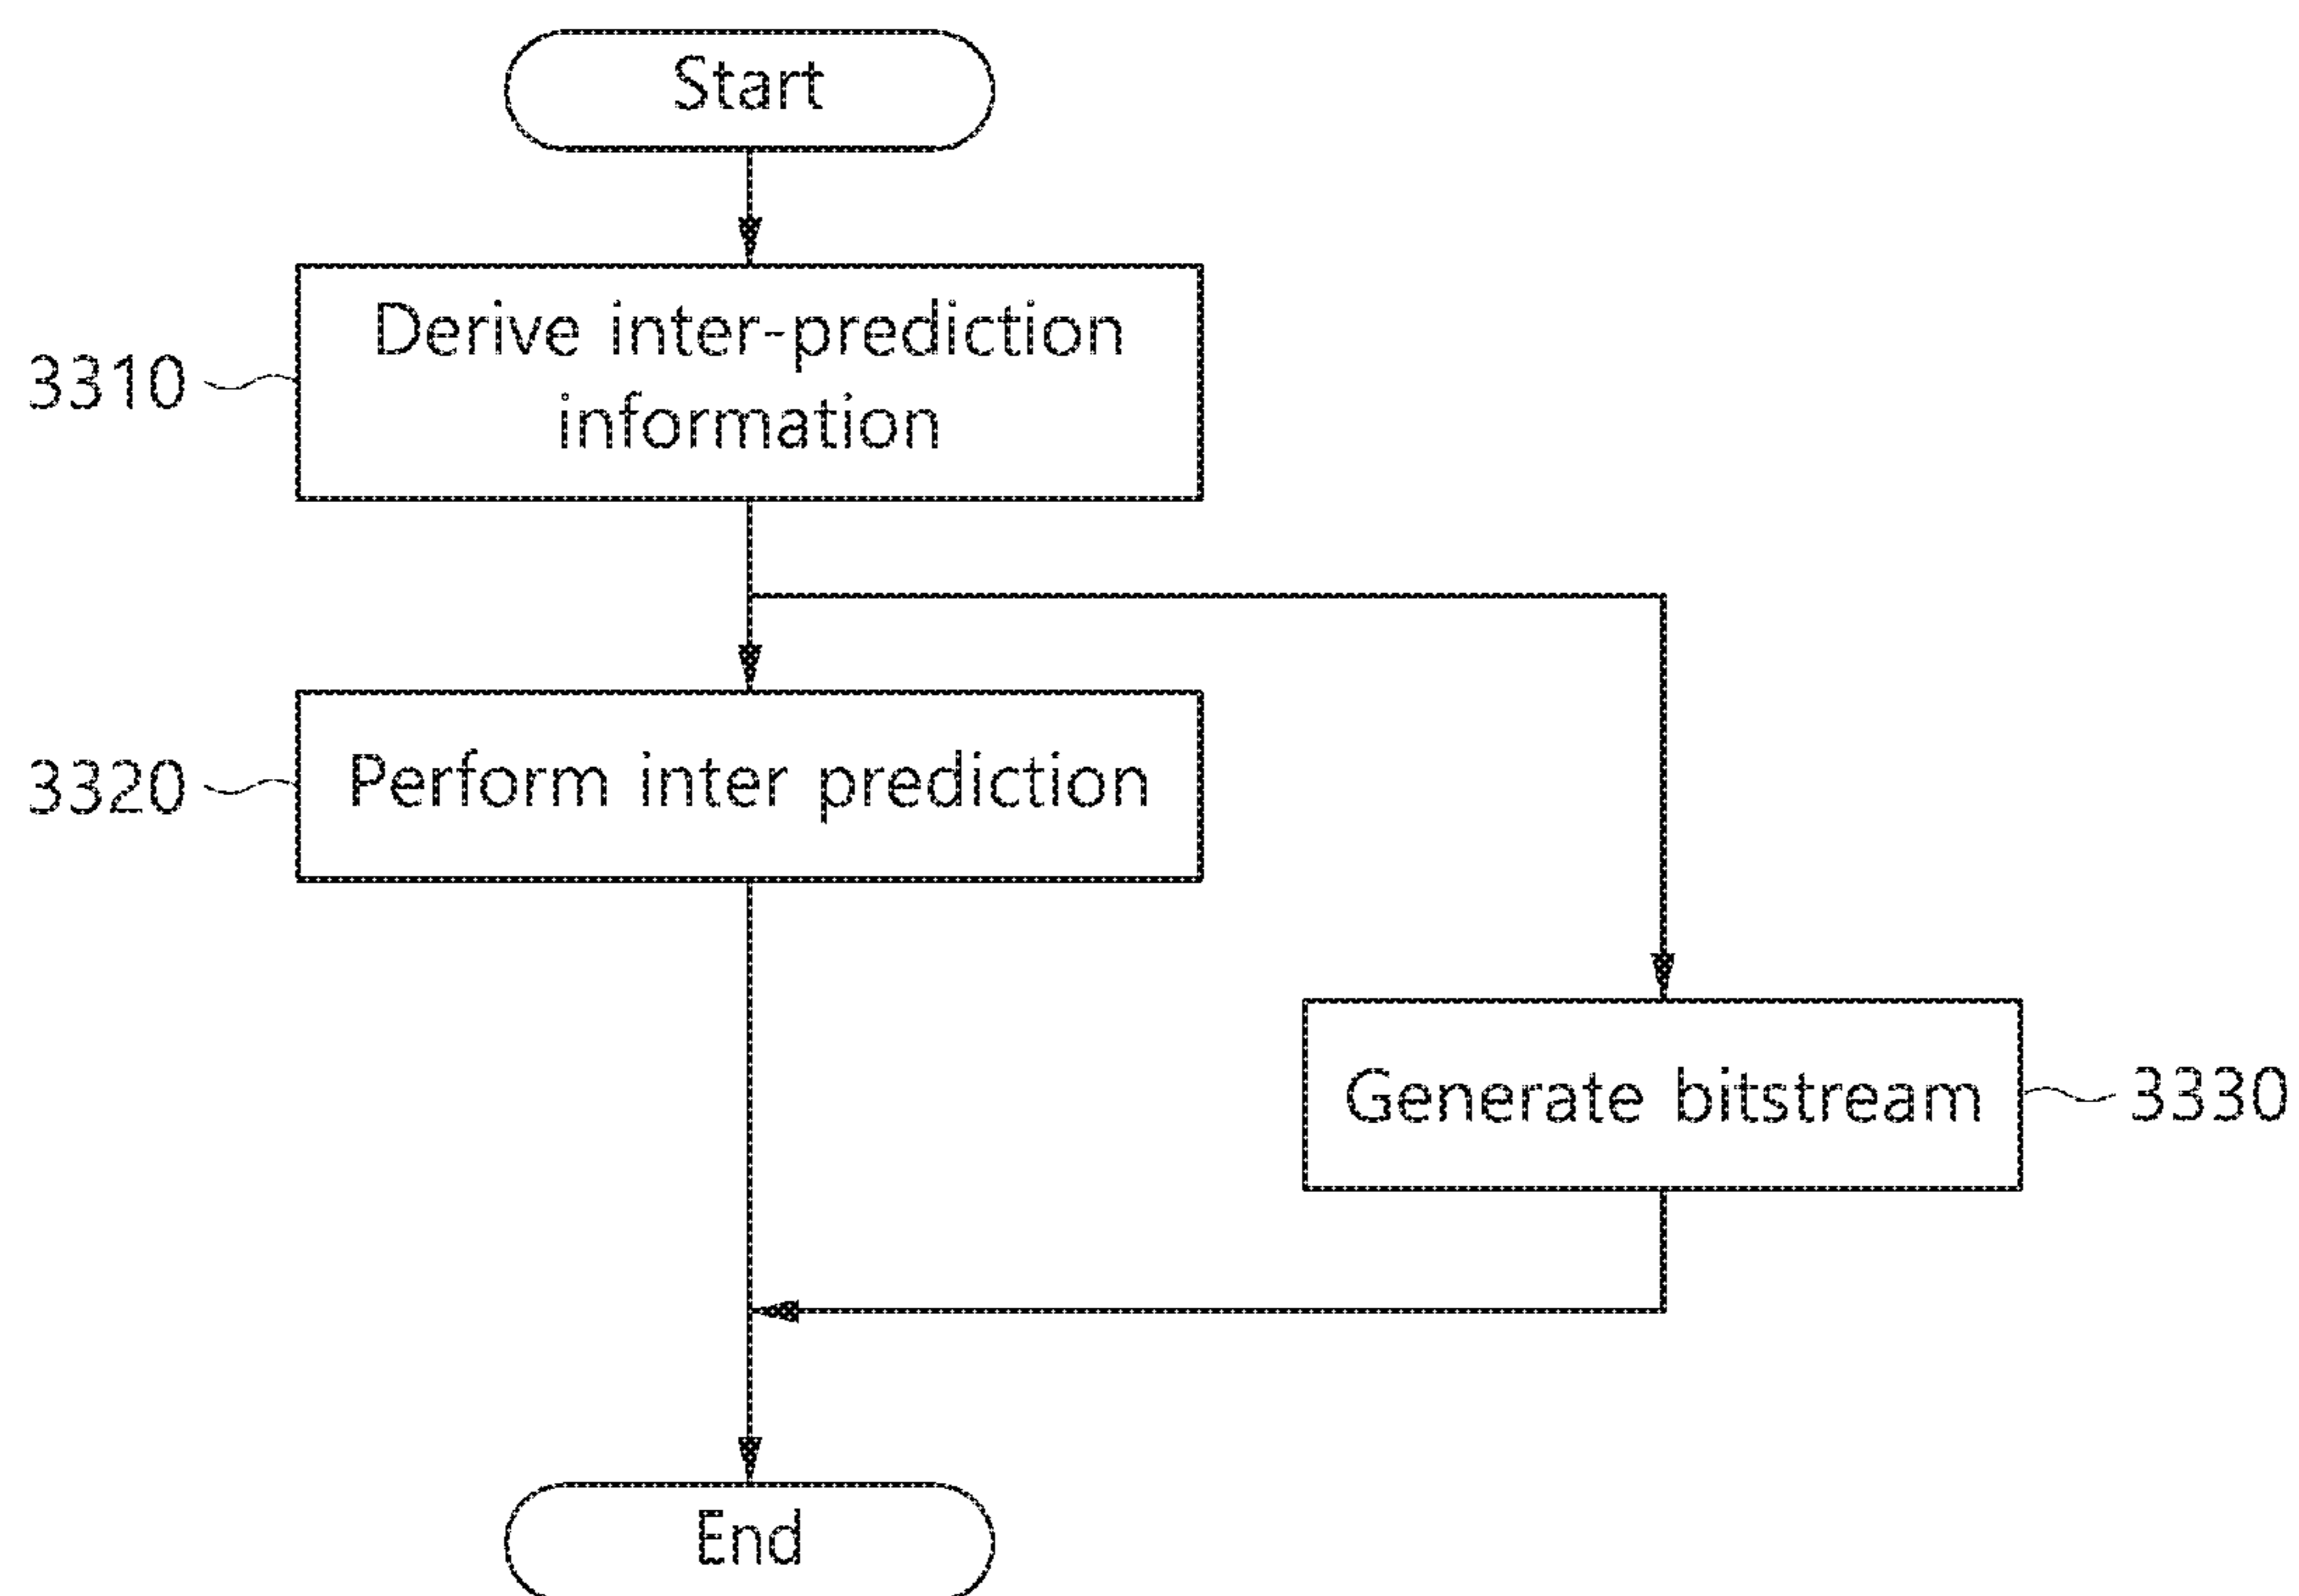 Start
Derive inter-prediction
information
3310
Perform inter prediction
3320
Generate bitstream
3330
End